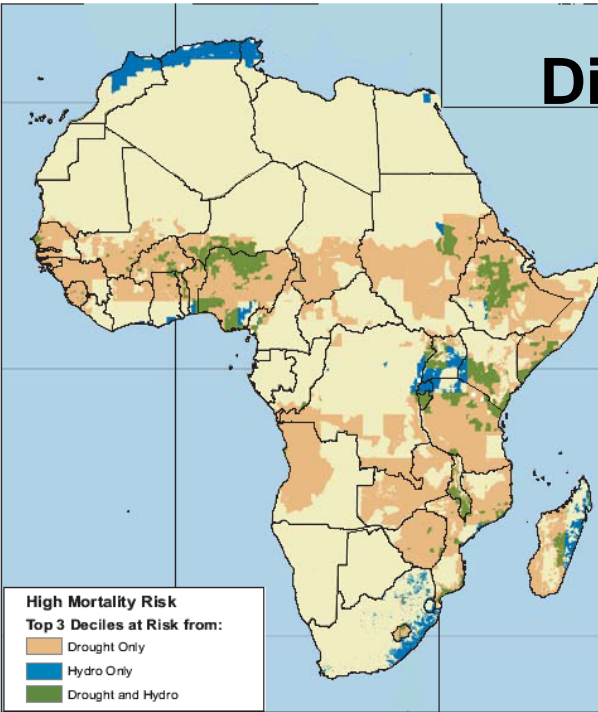 Di
High Mortality Risk
Top 3 Deciles at Risk from:
Drought Only
Hydro Only
Drought and Hydro